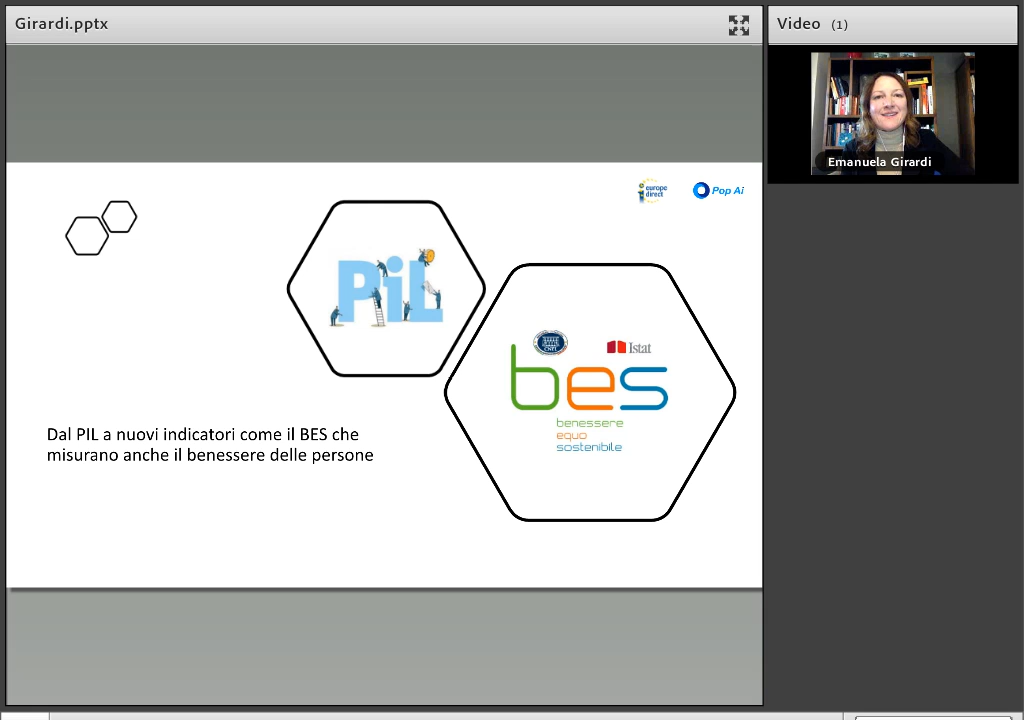 Girardi.pptx
Video (1)
Emanuela Girardi
europe
direct
Pop Ai
PiL
CNEL
Istat
bes
benessere
equo
sostenibile
Dal PIL a nuovi indicatori come il BES che
misurano anche il benessere delle persone